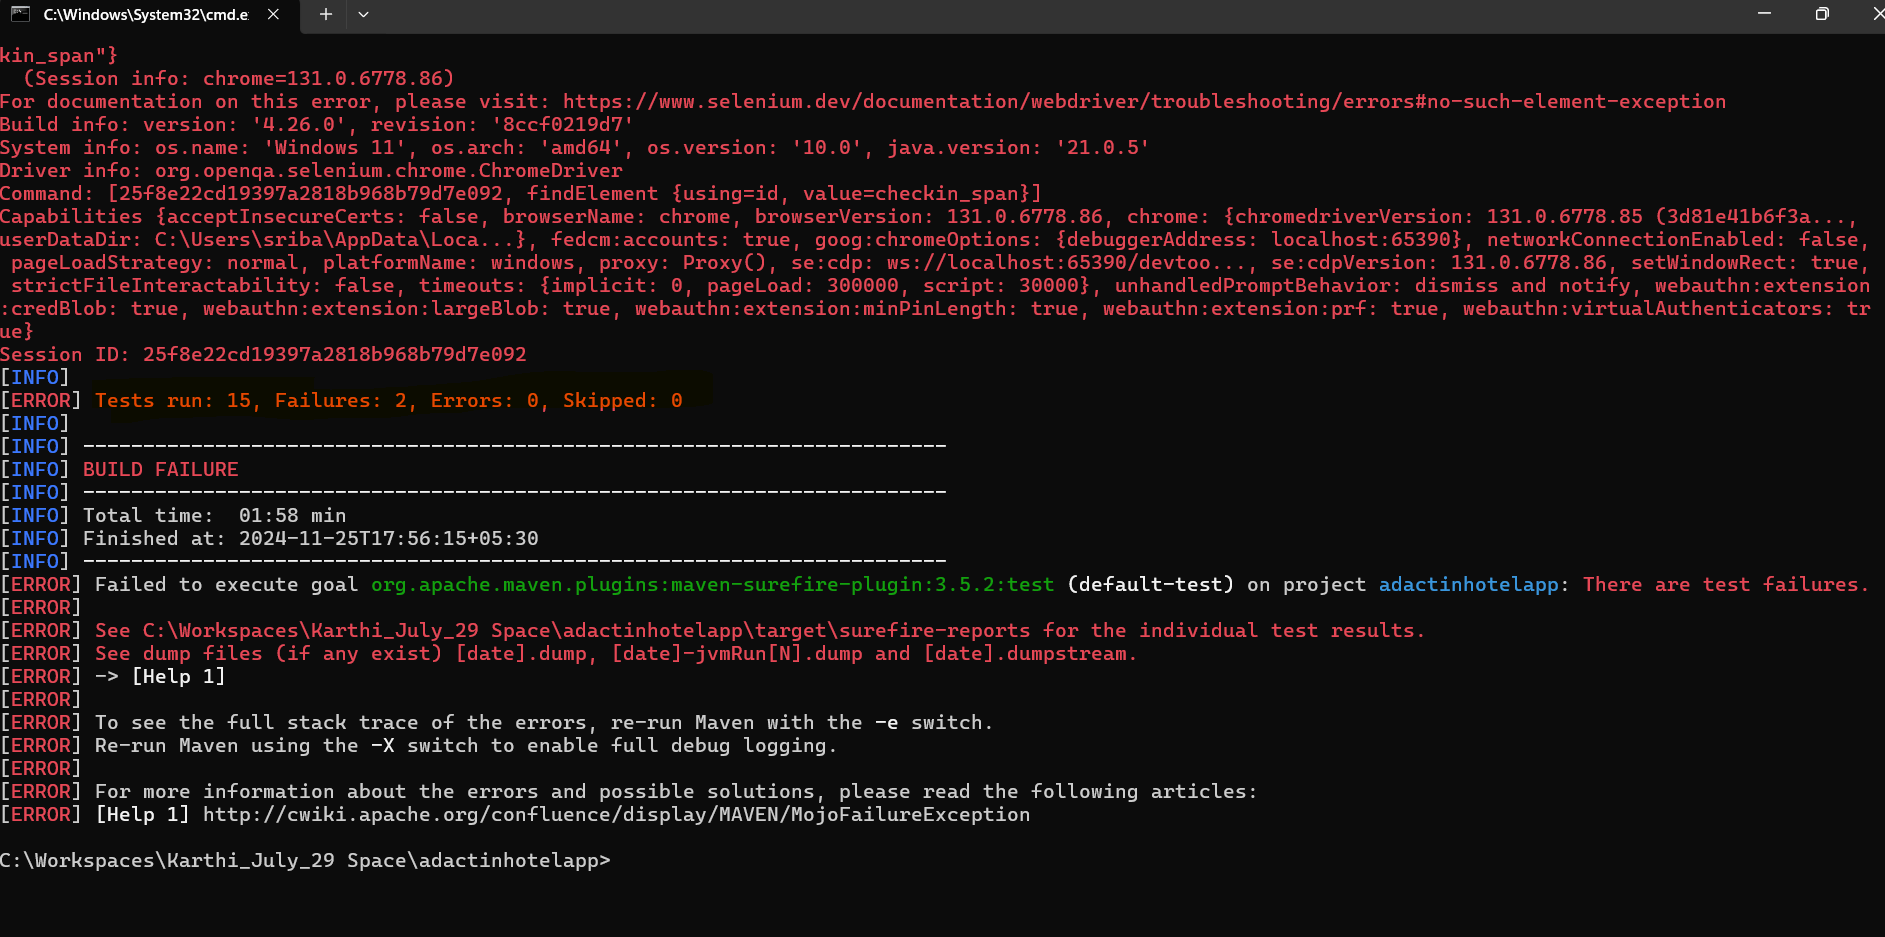 C:\Windows\System32\cmd.e
kin_span"}
(Session info: chrome=131.0.6778.86)
For documentation on this error, please visit: https://www.selenium.dev/documentation/webdriver/troubleshooting/errors#no-such-element-exception
Build info: version: '4.26.0', revision: '8ccf0219d7'
System info: os.name: 'Windows 11', os.arch: 'amd64', os.version: '10.0', java.version: '21.0.5'
Driver info: org.openqa.selenium.chrome.ChromeDriver
Command: [25f8e22cd19397a2818b968b79d7e092, findElement {using=id, value=checkin_span}]
Capabilities {acceptInsecureCerts: false, browserName: chrome, browserVersion: 131.0.6778.86, chrome: {chromedriverVersion: 131.0.6778.85 (3d81e41b6f3a...,
userDataDir: C:\Users\sriba\AppData\Loca...}, fedcm:accounts: true, goog:chromeOptions: {debuggerAddress: localhost:65390}, networkConnectionEnabled: false,
pageLoadStrategy: normal, platformName: windows, proxy: Proxy(), se:cdp: ws://localhost:65390/devtoo..., se:cdpVersion: 131.0.6778.86, setWindowRect: true,
strictFileInteractability: false, timeouts: {implicit: 0, pageLoad: 300000, script: 30000}, unhandledPromptBehavior: dismiss and notify, webauthn:extension
:credBlob: true, webauthn:extension:largeBlob: true, webauthn:extension:minPinLength: true, webauthn:extension:prf: true, webauthn:virtualAuthenticators: tr
ue}
Session ID: 25f8e22cd19397a2818b968b79d7e092
[INFO]
[ERROR] Tests run: 15, Failures: 2, Errors: 0, Skipped: 0
[INFO]
[INFO] ------------------------------------------------------------------------
[INFO] BUILD FAILURE
[INFO] ------------------------------------------------------------------------
[INFO] Total time:  01:58 min
[INFO] Finished at: 2024-11-25T17:56:15+05:30
[INFO] ------------------------------------------------------------------------
[ERROR] Failed to execute goal org.apache.maven.plugins:maven-surefire-plugin:3.5.2:test (default-test) on project adactinhotelapp: There are test failures.
[ERROR]
[ERROR] See C:\Workspaces\Karthi_July_29 Space\adactinhotelapp\target\surefire-reports for the individual test results.
[ERROR] See dump files (if any exist) [date].dump, [date]-jvmRun[N].dump and [date].dumpstream.
[ERROR] -> [Help 1]
[ERROR]
[ERROR] To see the full stack trace of the errors, re-run Maven with the -e switch.
[ERROR] Re-run Maven using the -X switch to enable full debug logging.
[ERROR]
[ERROR] For more information about the errors and possible solutions, please read the following articles:
[ERROR] [Help 1] http://cwiki.apache.org/confluence/display/MAVEN/MojoFailureException
C:\Workspaces\Karthi_July_29 Space\adactinhotelapp>